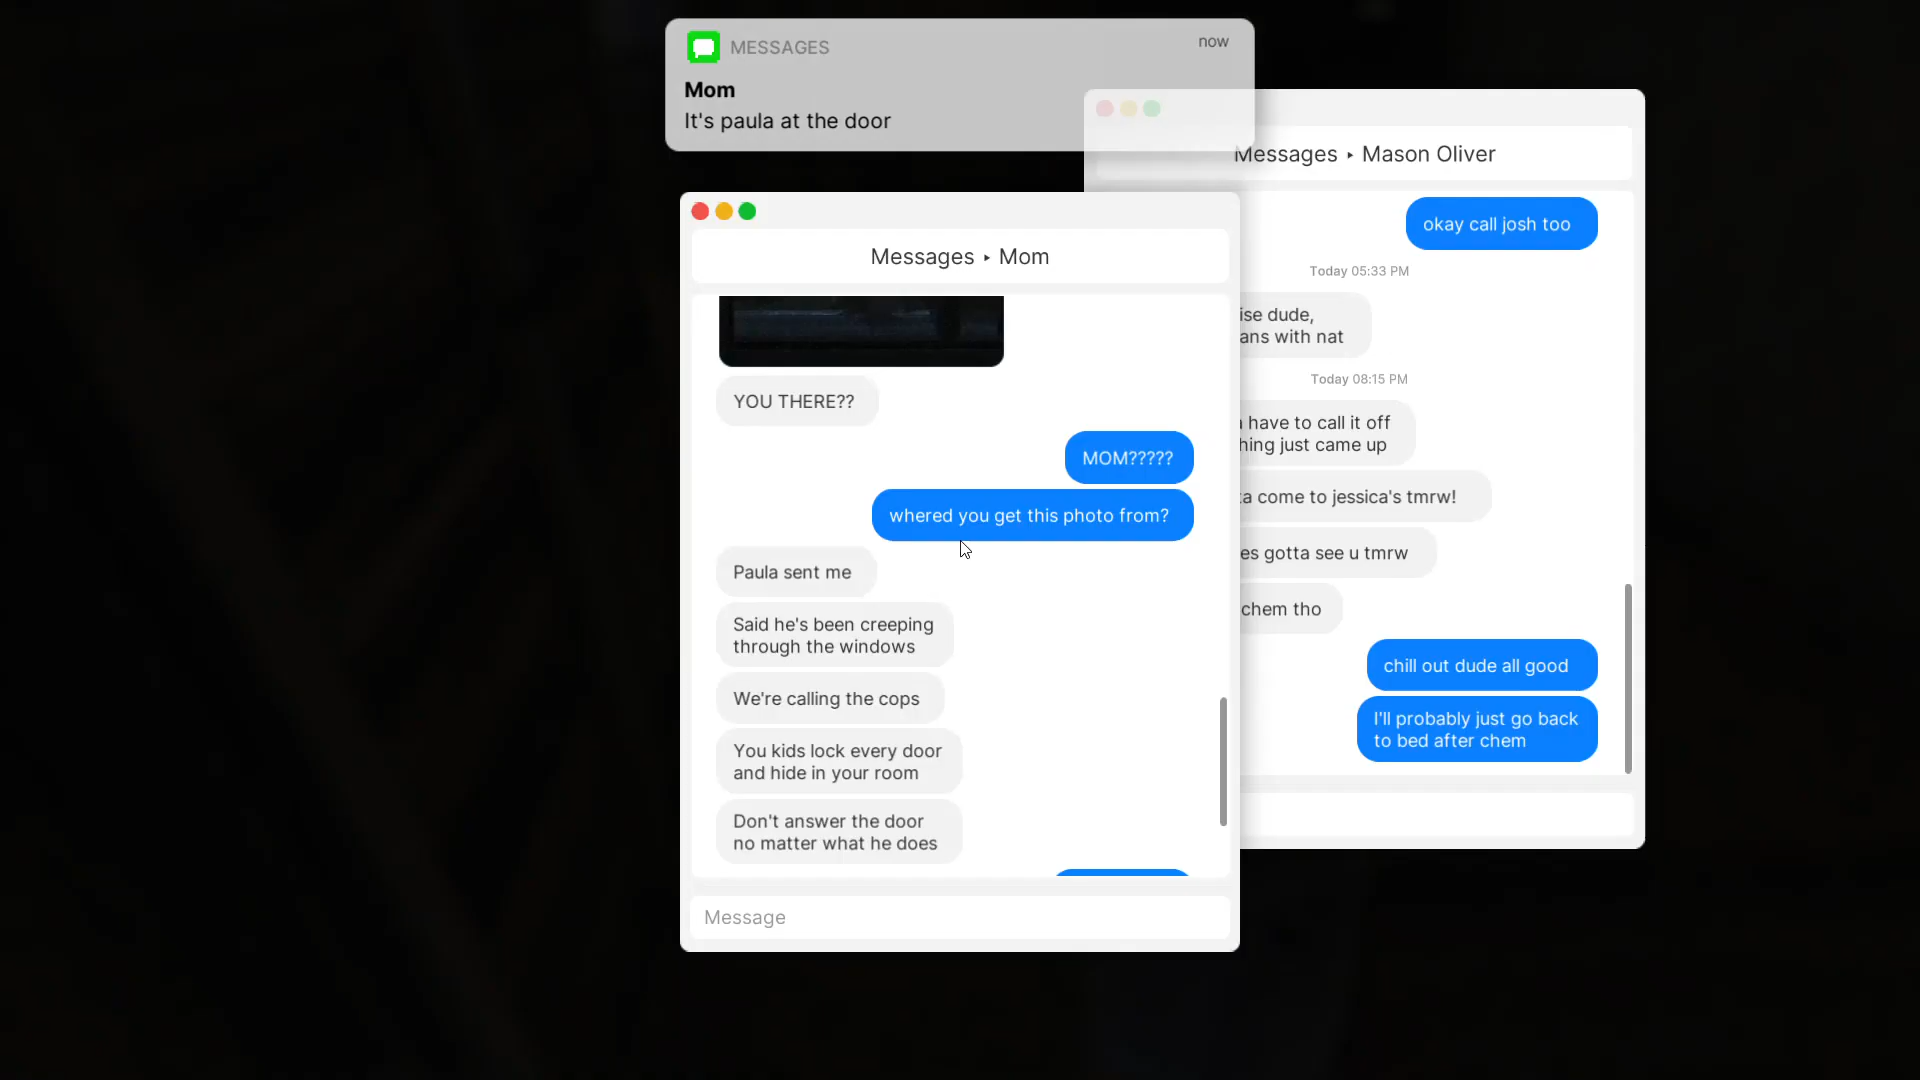 MESSAGES
now
Mom
It's paula at the door
Messages ‣ Mason Oliver
okay call josh too
Today 05:33 PM
dude,
with nat
Today 08:15 PM
have to call it off
just came up
come to jessica's tmrw!
gotta see u tmrw
chem tho
chill out dude all good
I'll probably just go back
to bed after chem
Messages ‣ Mom
YOU THERE??
MOM?????
whered you get this photo from?
Paula sent me
Said he's been creeping
through the windows
We're calling the cops
You kids lock every door
and hide in your room
Don't answer the door
no matter what he does
Message